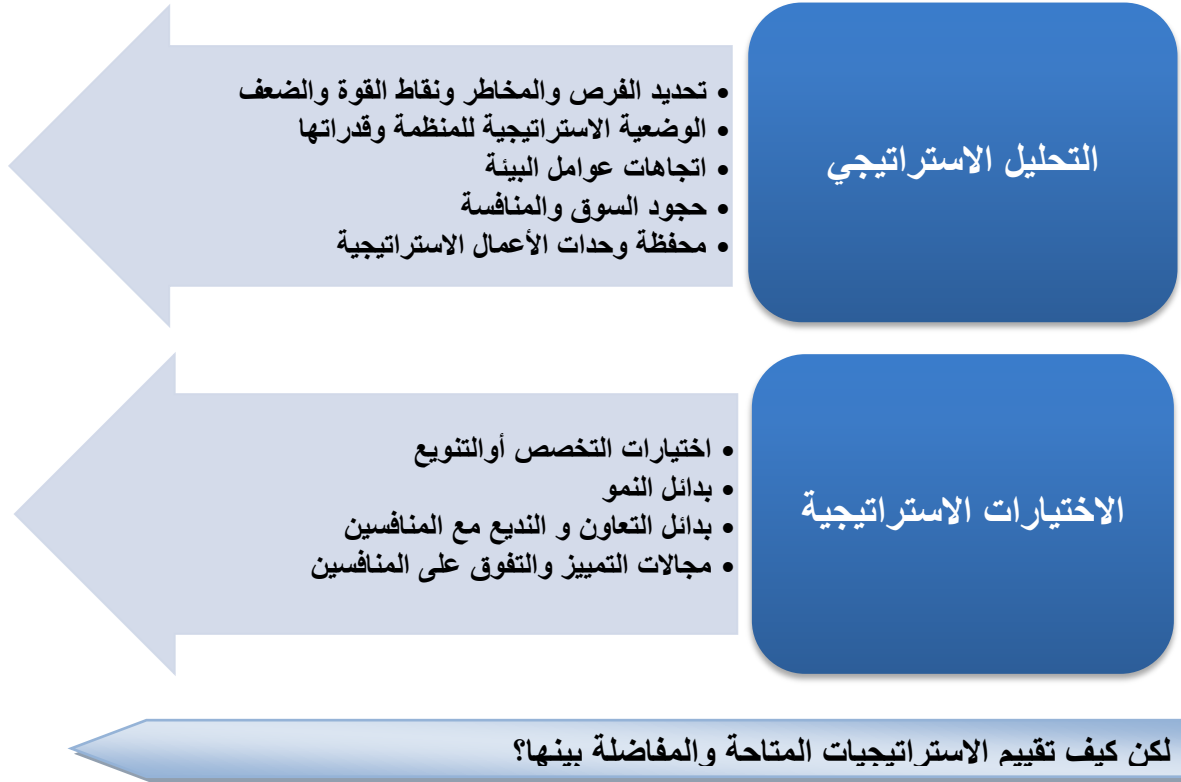 التحليل الاستراتيجي
• تحديد الفرص والمخاطر ونقاط القوة والضعف
• الوضعية الاستراتيجية للمنظمة وقدراتها
• اتجاهات عوامل البيئة
• حجود السوق والمنافسة
• محفظة وحدات الأعمال الاستراتيجية
الاختيارات الاستراتيجية
• اختيارات التخصص أوالتنويع
• بدائل النمو
• بدائل التعاون و النديع مع المنافسين
• مجالات التمييز والتفوق على المنافسين
لكن كيف تقييم الاستراتيجيات المتاحة والمفاضلة بينها؟